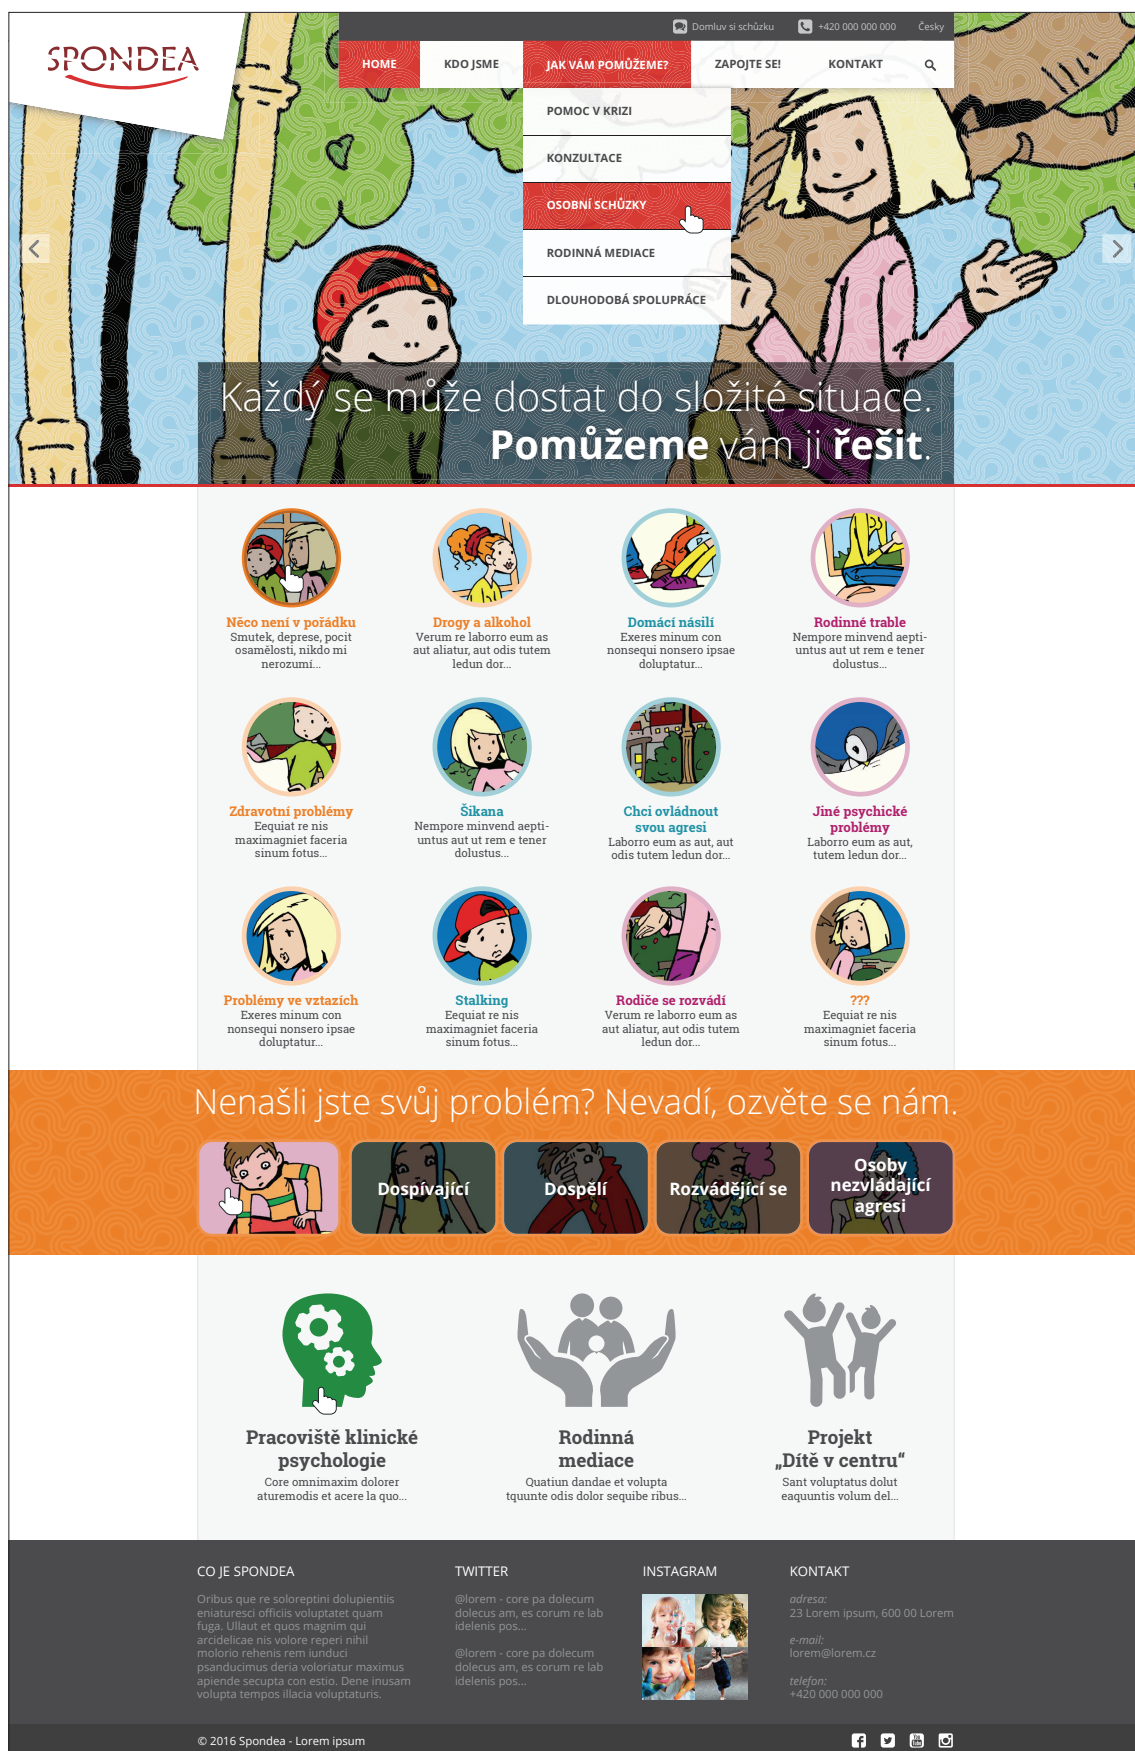 SPONDEA
Domluv si schůzku
+420 000 000 000
Česky
HOME
KDO JSME
JAK VÁM POMŮŽEME?
ZAPOJTE SE!
KONTAKT
POMOC V KRIZI
KONZULTACE
OSOBNÍ SCHŮZKY
RODINNÁ MEDIACE
DLOUHODOBÁ SPOLUPRÁCE
Každý se může dostat do složité situace.
Pomůžeme vám ji řešit.
Něco není v pořádku
Smutek, deprese, pocit
osamělosti, nikdo mi
nerozumí...
Drogy a alkohol
Verum re laborro eum as
aut aliatur, aut odis tutem
ledun dor...
Domácí násilí
Exeres minum con
nonsequi nonsero ipsae
doluptatur...
Rodinné trable
Nempore minvend aepti-
untus aut ut rem e tener
dolustus...
Zdravotní problémy
Eequiat re nis
maximagniet faceria
sinum fotus...
Šikana
Nempore minvend aepti-
untus aut ut rem e tener
dolustus...
Chci ovládnout
svou agresi
Laborro eum as aut, aut
odis tutem ledun dor...
Jiné psychické
problémy
Laborro eum as aut,
tutem ledun dor...
Problémy ve vztazích
Exeres minum con
nonsequi nonsero ipsae
doluptatur...
Stalking
Eequiat re nis
maximagniet faceria
sinum fotus...
Rodiče se rozvádí
Verum re laborro eum as
aut aliatur, aut odis tutem
ledun dor...
???
Eequiat re nis
maximagniet faceria
sinum fotus...
Nenašli jste svůj problém? Nevadí, ozvěte se nám.
Dospívající
Dospělí
Rozvádějící se
Osoby
nezvládající
agresi
Pracoviště klinické
psychologie
Core omnimaxim dolorer
aturemodis et acere la quo...
Rodinná
mediace
Quatiun dandae et volupta
tquunte odis dolor sequibe ribus...
Projekt
„Dítě v centru“
Sant voluptatus dolut
eaquuntis volum del...
CO JE SPONDEA
Oribus que re soloreptini dolupientiis
eniaturesci officiis voluptatet quam
fuga. Ullaut et quos magnim qui
arcidelicae nis volore reperi nihil
molorio rehenis rem iunduci
psanducimus deria voloriatur maximus
apiende secupta con estio. Dene inusam
volupta tempos illacia voluptaturis.
TWITTER
@lorem - core pa dolecum
dolecus am, es corum re lab
idelenis pos...
@lorem - core pa dolecum
dolecus am, es corum re lab
idelenis pos...
INSTAGRAM
KONTAKT
adresa:
23 Lorem ipsum, 600 00 Lorem
e-mail:
lorem@lorem.cz
telefon:
+420 000 000 000
© 2016 Spondea - Lorem ipsum